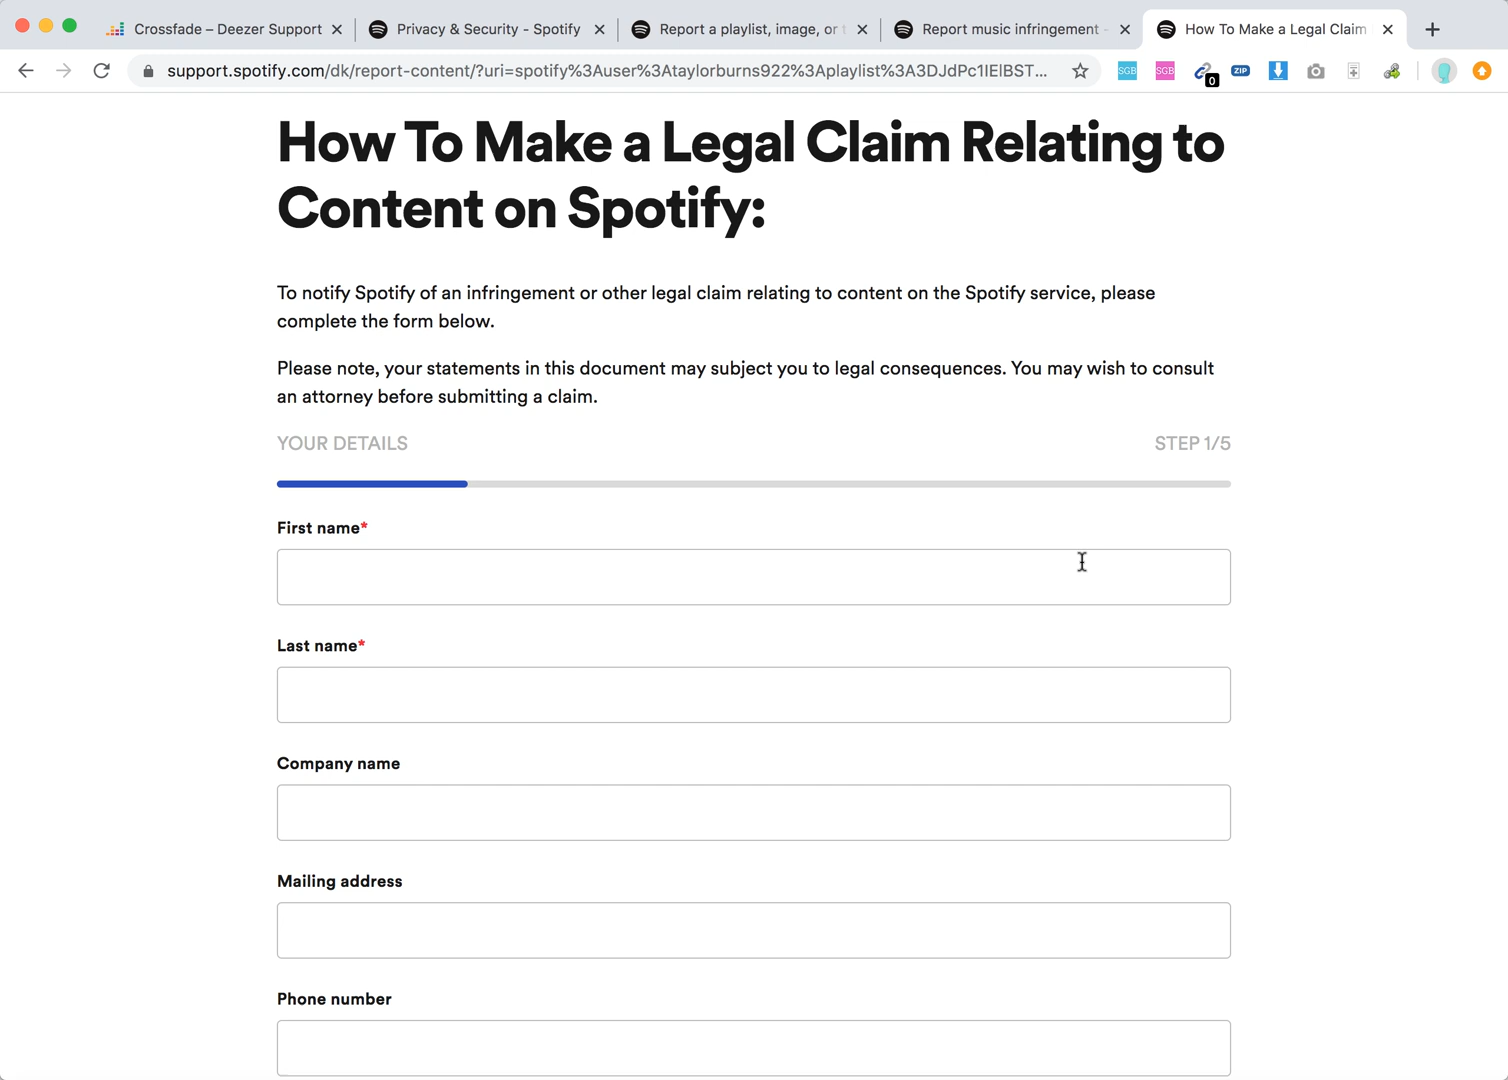 Crossfade – Deezer Support
Privacy & Security - Spotify
Report a playlist, image, or t
Report music infringement -
How To Make a Legal Claim
support.spotify.com/dk/report-content/?uri=spotify%3Auser%3Ataylorburns922%3Aplaylist%3A3DJdPc1IElBST...
SGB
SGB
0
ZIP
How To Make a Legal Claim Relating to
Content on Spotify:
To notify Spotify of an infringement or other legal claim relating to content on the Spotify service, please
complete the form below.
Please note, your statements in this document may subject you to legal consequences. You may wish to consult
an attorney before submitting a claim.
YOUR DETAILS
STEP 1/5
First name*
Last name*
Company name
Mailing address
Phone number